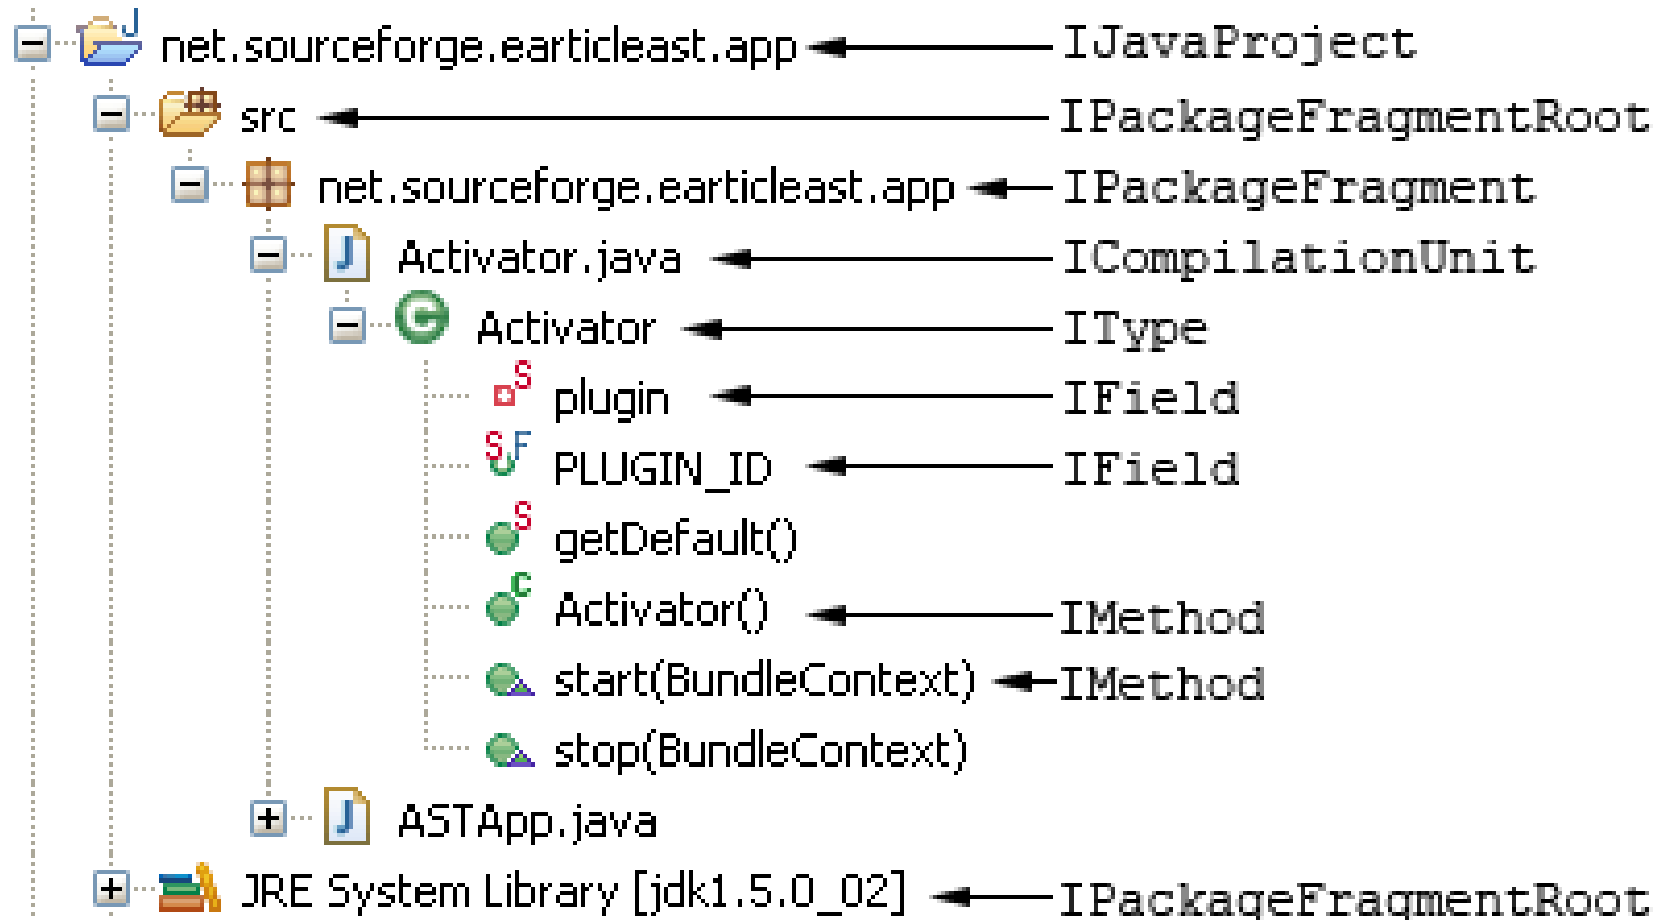 net.sourceforge.earticleast.app IJavaProject
src IPackageFragmentRoot
net.sourceforge.earticleast.app IPackageFragment
Activator.java ICompilationUnit
Activator IType
plugin IField
PLUGIN_ID IField
getDefault()
Activator() IMethod
start(BundleContext) IMethod
stop(BundleContext)
ASTApp.java
JRE System Library [jdk1.5.0_02] IPackageFragmentRoot